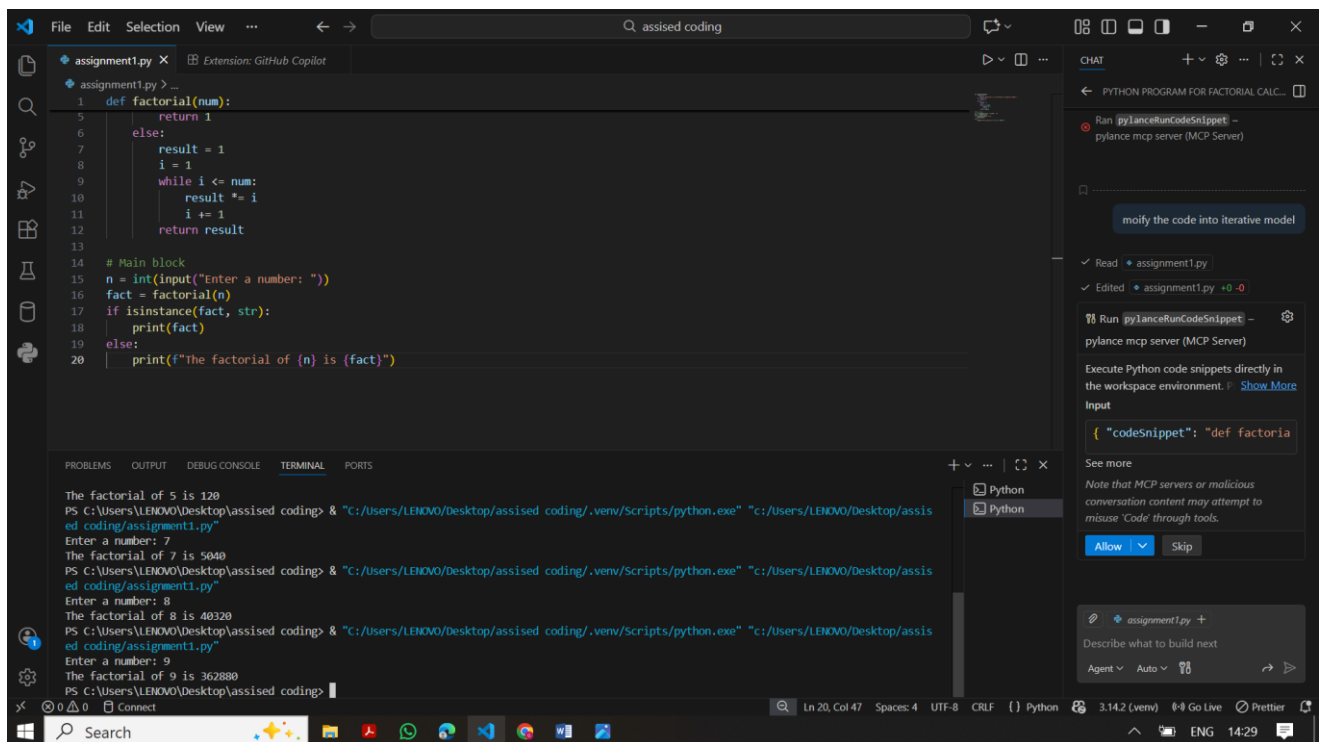 File Edit Selection View ··· ← → assised coding
assignment1.py × Extension: GitHub Copilot
assignment1.py > ...
1 def factorial(num):
5 return 1
6 else:
7 result = 1
8 i = 1
9 while i <= num:
10 result *= i
11 i += 1
12 return result
13
14 # Main block
15 n = int(input("Enter a number: "))
16 fact = factorial(n)
17 if isinstance(fact, str):
18 print(fact)
19 else:
20 print(f"The factorial of {n} is {fact}")
PROBLEMS OUTPUT DEBUG CONSOLE TERMINAL PORTS
The factorial of 5 is 120
PS C:\Users\LENOVO\Desktop\assised coding> & "C:/Users/LENOVO/Desktop/assised coding/.venv/Scripts/python.exe" "c:/Users/LENOVO/Desktop/assis
ed coding/assignment1.py"
Enter a number: 7
The factorial of 7 is 5040
PS C:\Users\LENOVO\Desktop\assised coding> & "C:/Users/LENOVO/Desktop/assised coding/.venv/Scripts/python.exe" "c:/Users/LENOVO/Desktop/assis
ed coding/assignment1.py"
Enter a number: 8
The factorial of 8 is 40320
PS C:\Users\LENOVO\Desktop\assised coding> & "C:/Users/LENOVO/Desktop/assised coding/.venv/Scripts/python.exe" "c:/Users/LENOVO/Desktop/assis
ed coding/assignment1.py"
Enter a number: 9
The factorial of 9 is 362880
PS C:\Users\LENOVO\Desktop\assised coding>
Python
Python
CHAT
PYTHON PROGRAM FOR FACTORIAL CALC...
Ran pylanceRunCodeSnippet –
pylance mcp server (MCP Server)
moify the code into iterative model
Read assignment1.py
Edited assignment1.py +0 -0
Run pylanceRunCodeSnippet –
pylance mcp server (MCP Server)
Execute Python code snippets directly in
the workspace environment. Show More
Input
{ "codeSnippet": "def factoria
See more
Note that MCP servers or malicious
conversation content may attempt to
misuse 'Code' through tools.
Allow Skip
assignment1.py +
Describe what to build next
Agent Auto
1
0 0 Connect Ln 20, Col 47 Spaces: 4 UTF-8 CRLF {} Python 3.14.2 (.venv) Go Live Prettier
Search ENG 14:29